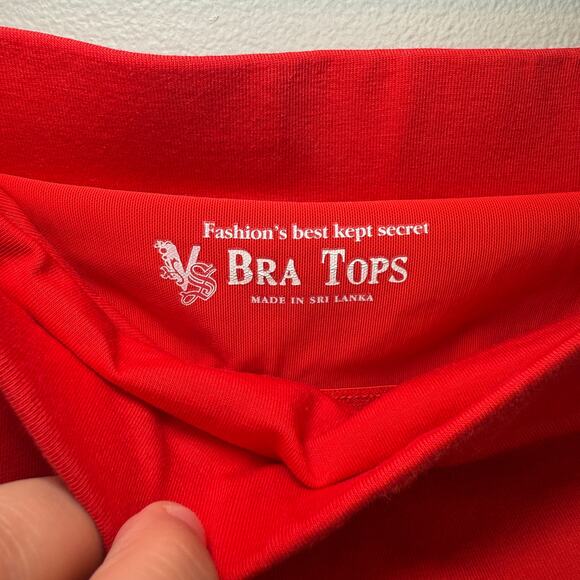 Fashion's best kept secret
VS BRA TOPS
MADE IN SRI LANKA